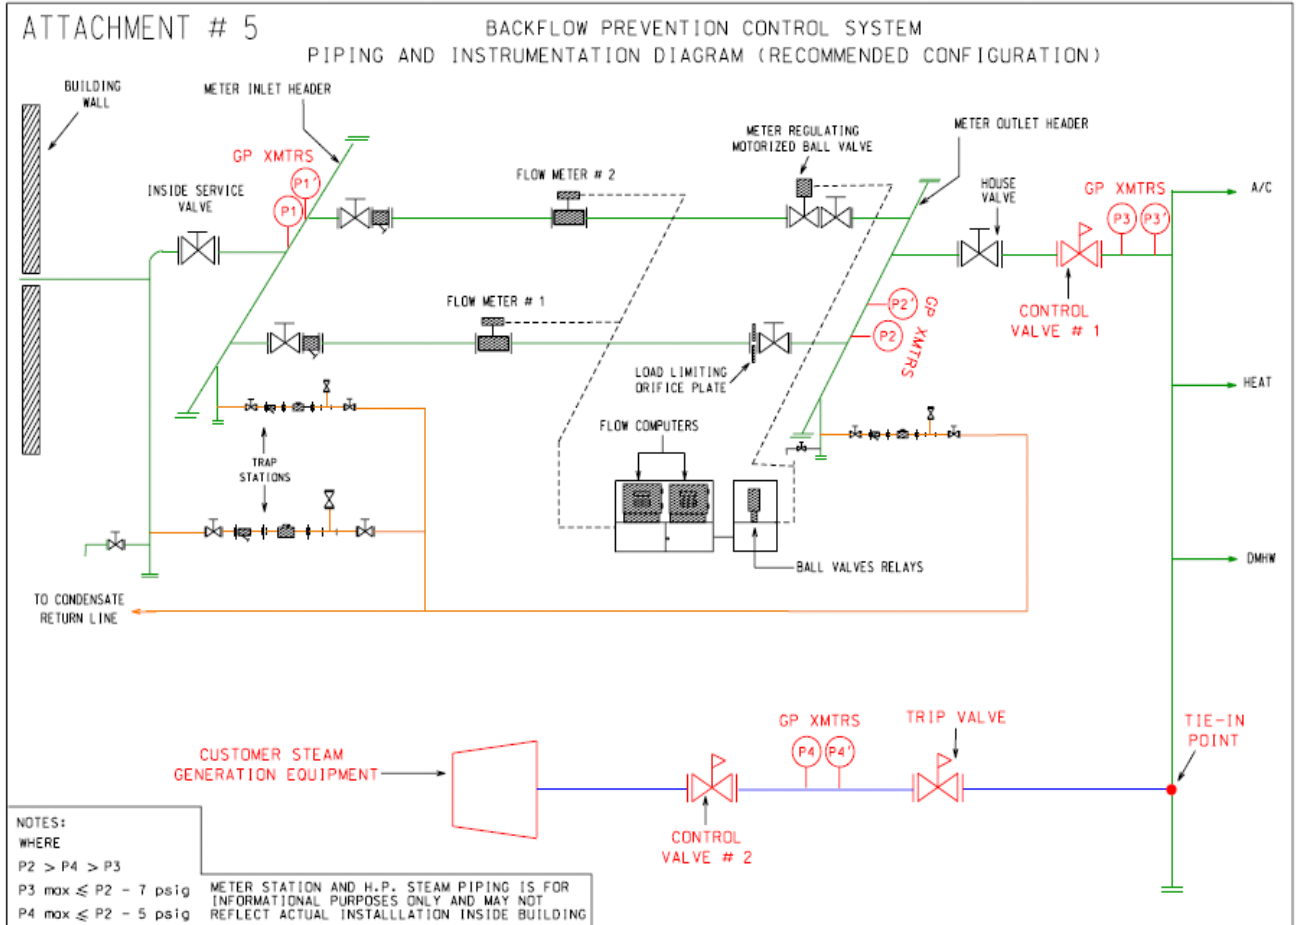 ATTACHMENT # 5
BACKFLOW PREVENTION CONTROL SYSTEM
PIPING AND INSTRUMENTATION DIAGRAM (RECOMMENDED CONFIGURATION)
BUILDING
WALL
METER INLET HEADER
GP XMTRS
P1'
P1
INSIDE SERVICE
VALVE
FLOW METER # 2
METER REGULATING
MOTORIZED BALL VALVE
METER OUTLET HEADER
HOUSE
VALVE
GP XMTRS
P3
P3'
A/C
FLOW METER # 1
P2'
P2
GP XMTRS
CONTROL
VALVE # 1
LOAD LIMITING
ORIFICE PLATE
HEAT
FLOW COMPUTERS
TRAP
STATIONS
BALL VALVES RELAYS
DMHW
TO CONDENSATE
RETURN LINE
GP XMTRS
P4
P4'
TRIP VALVE
TIE-IN
POINT
CUSTOMER STEAM
GENERATION EQUIPMENT
CONTROL
VALVE # 2
NOTES:
WHERE
P2 > P4 > P3
P3 max ≤ P2 - 7 psig
P4 max ≤ P2 - 5 psig
METER STATION AND H.P. STEAM PIPING IS FOR
INFORMATIONAL PURPOSES ONLY AND MAY NOT
REFLECT ACTUAL INSTALLLATION INSIDE BUILDING